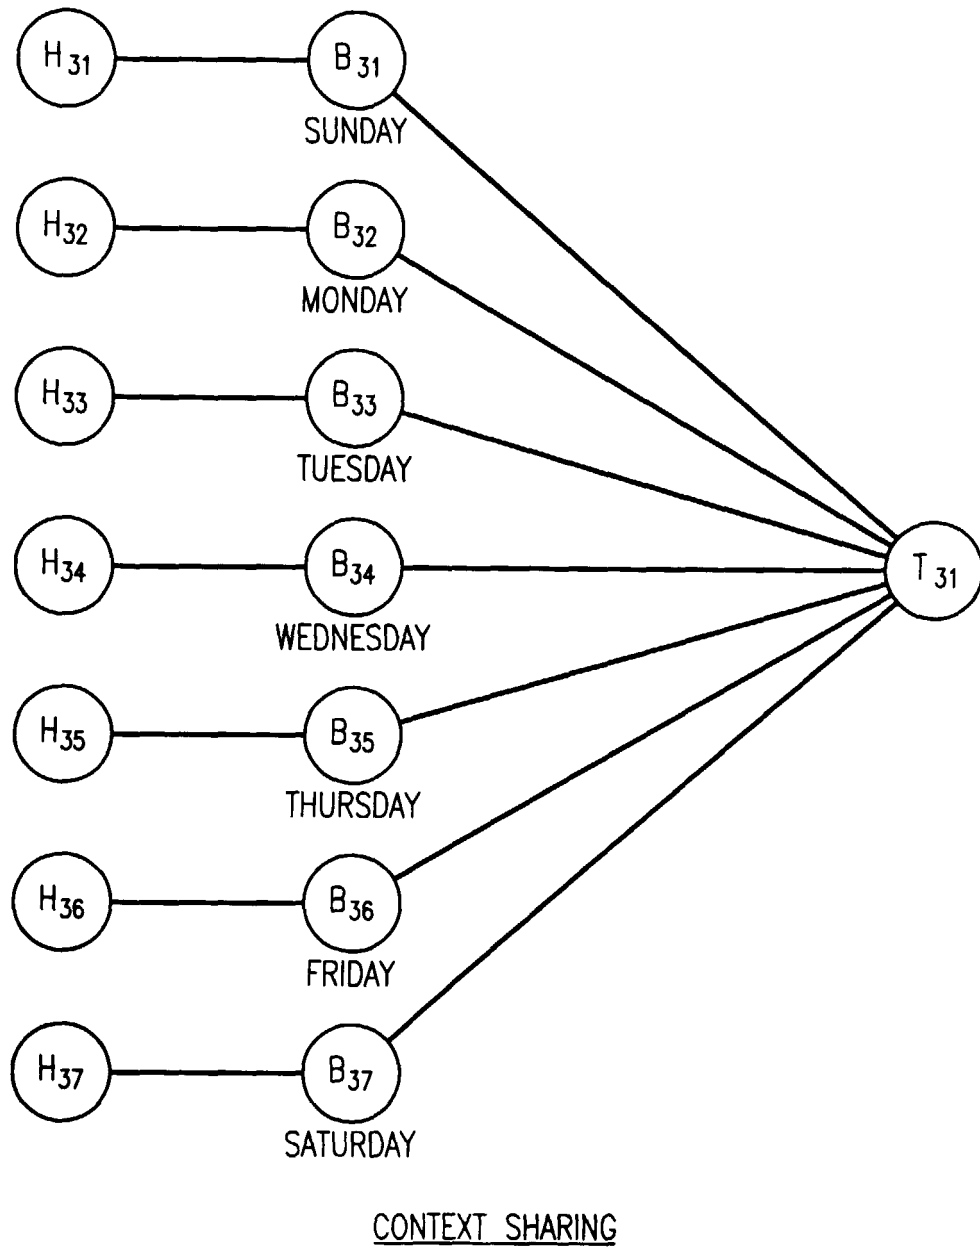 H31 B31
SUNDAY
H32 B32
MONDAY
H33 B33
TUESDAY
H34 B34 T31
WEDNESDAY
H35 B35
THURSDAY
H36 B36
FRIDAY
H37 B37
SATURDAY
CONTEXT SHARING